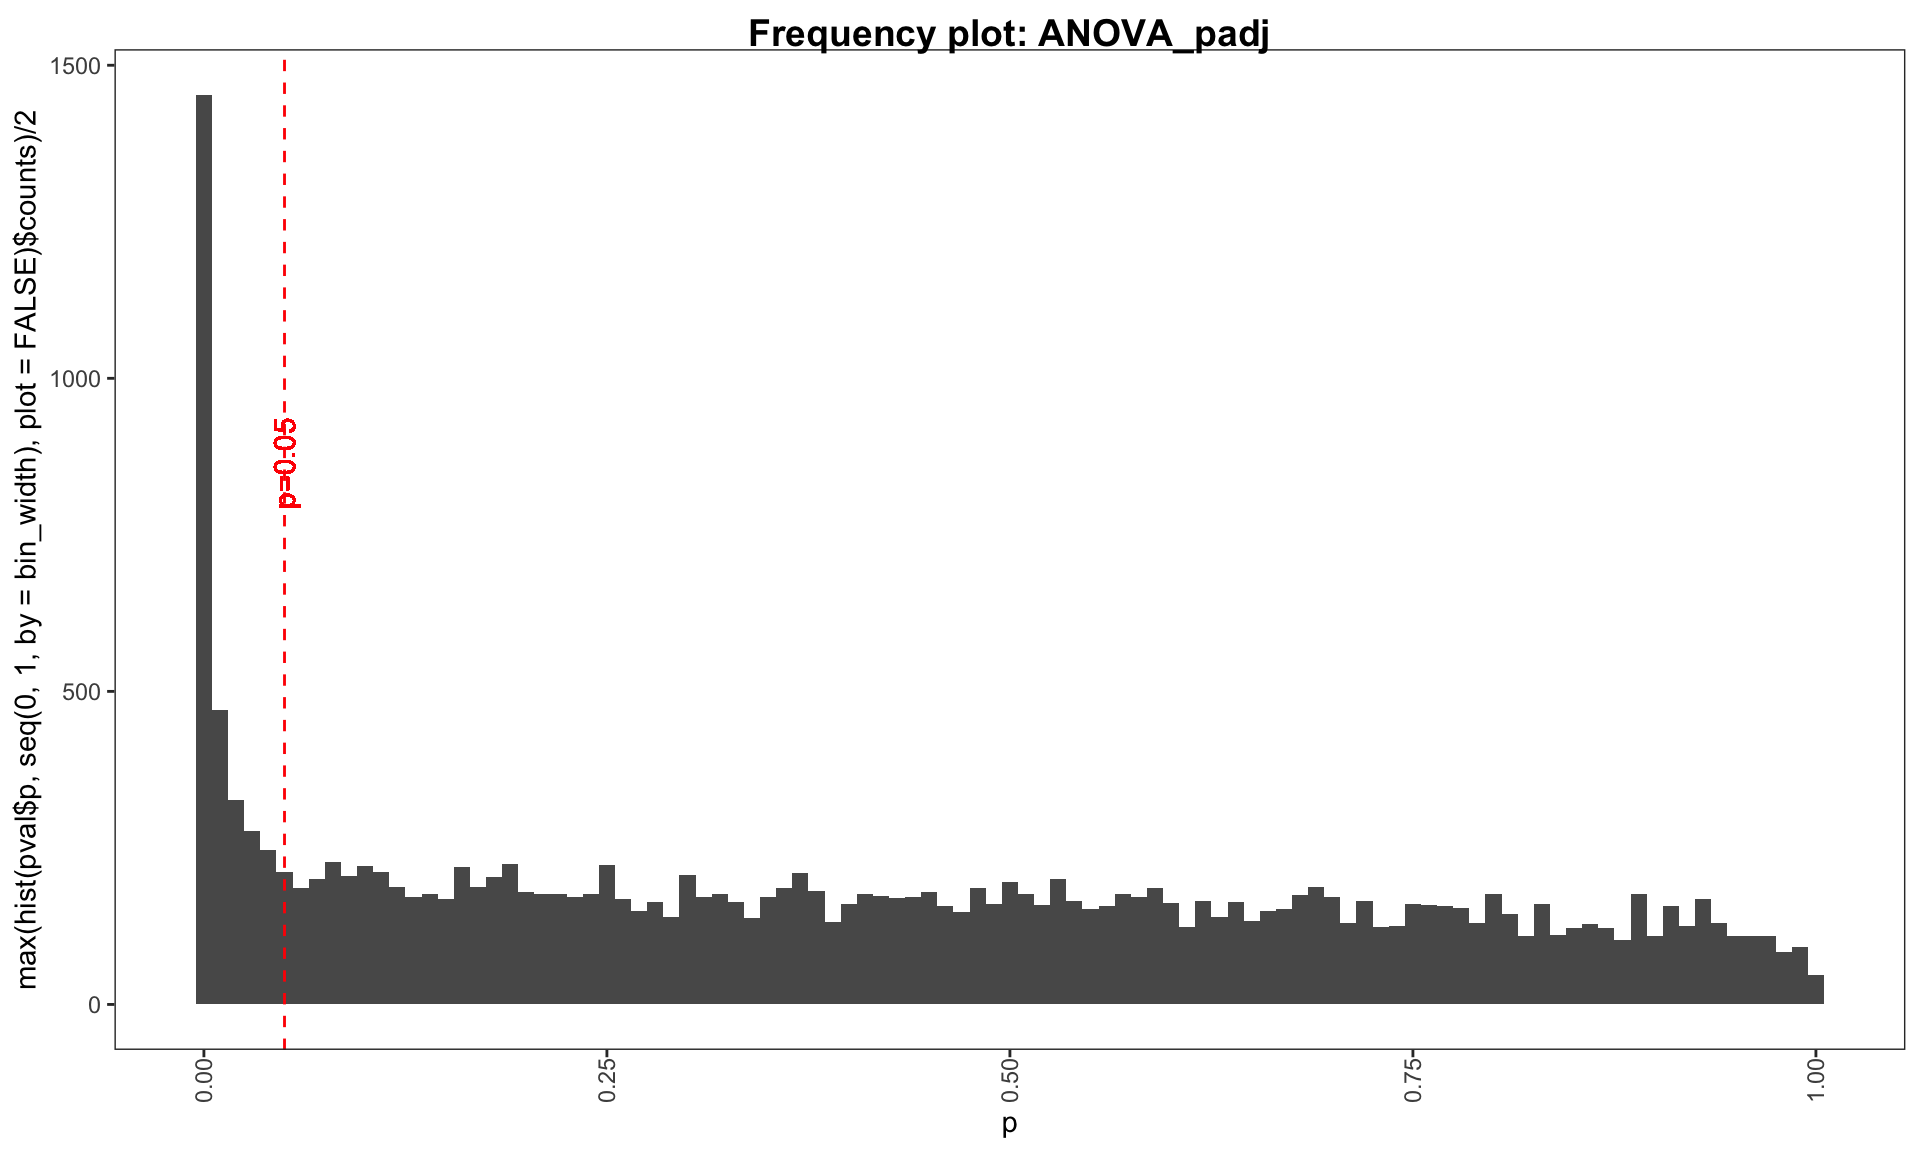 Frequency plot: ANOVA_padj
max(hist(pval$p, seq(0, 1, by = bin_width), plot = FALSE)$counts)/2
1500
1000
500
0
p=0.05
0.00
0.25
0.50
0.75
1.00
p